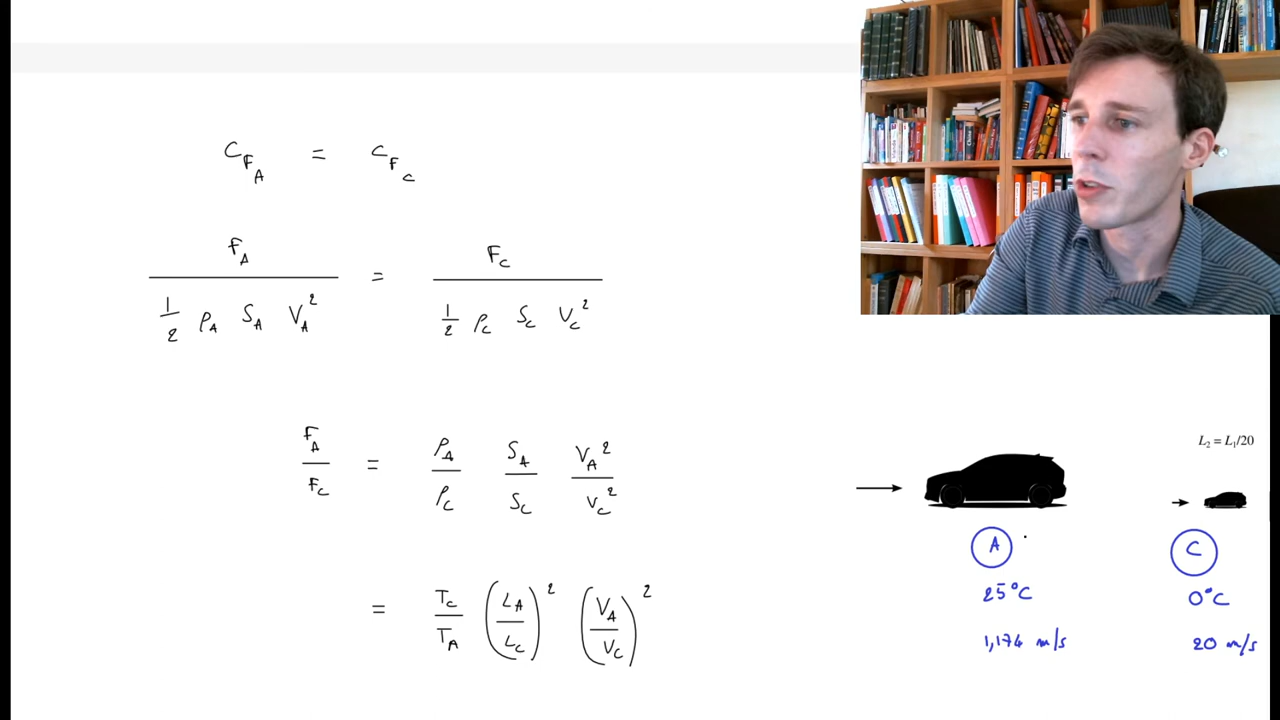 C_{F_A} = C_{F_C}
F_A / (1/2 ρ_A S_A V_A²) = F_C / (1/2 ρ_C S_C V_C²)
F_A/F_C = ρ_A/ρ_C S_A/S_C V_A²/V_C²
= T_C/T_A (L_A/L_C)² (V_A/V_C)²
L₂ = L₁/20
A
C
25°C
0°C
1,174 m/s
20 m/s